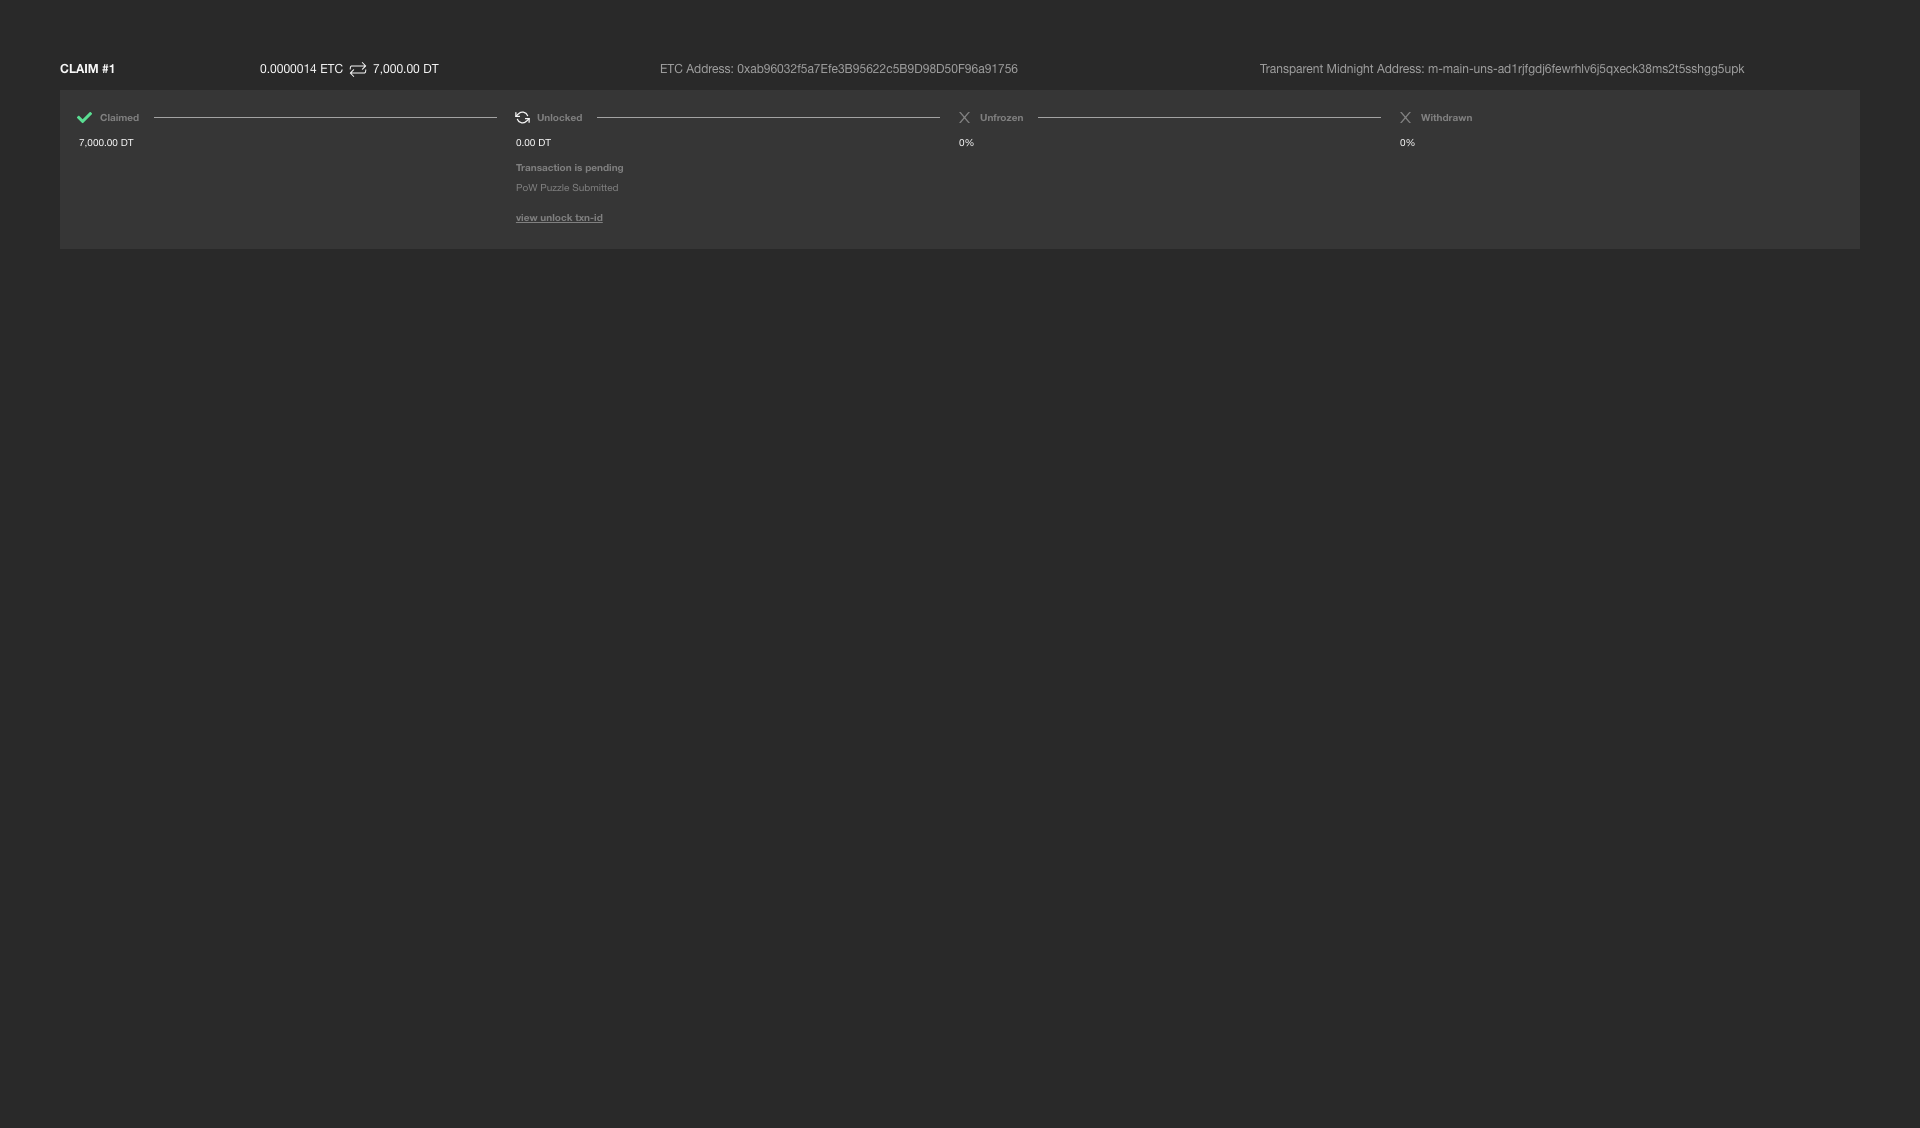 CLAIM #1 0.0000014 ETC 7,000.00 DT ETC Address: 0xab96032f5a7Efe3B95622c5B9D98D50F96a91756 Transparent Midnight Address: m-main-uns-ad1rjfgdj6fewrhlv6j5qxeck38ms2t5sshgg5upk
Claimed Unlocked Unfrozen Withdrawn
7,000.00 DT 0.00 DT 0% 0%
Transaction is pending
PoW Puzzle Submitted
view unlock txn-id